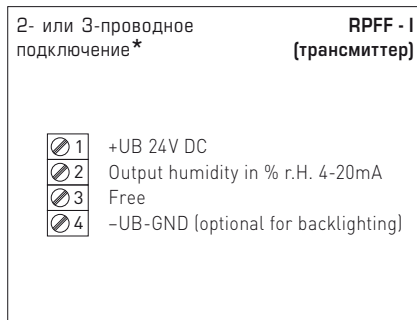 2- или 3-проводное
подключение*
RPFF - I
(трансмиттер)
1 +UB 24V DC
2 Output humidity in % r.H. 4-20mA
3 Free
4 –UB-GND (optional for backlighting)